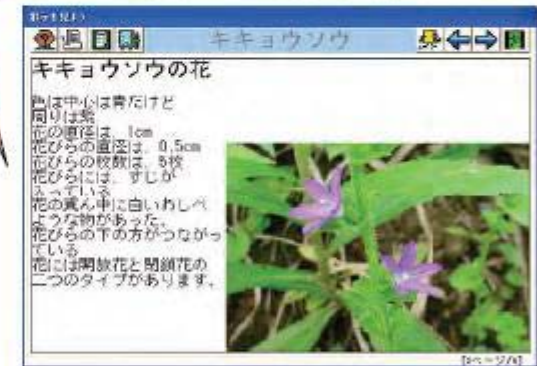 キキョウソウ
キキョウソウの花
色は中心は青だけど
周りは紫
花の直径は、1cm
花びらの直径は、0.5cm
花びらの枚数は、5枚
花びらには、すじが
入っている
花の真ん中に白いめしべ
ような物があった。
花びらの下の方がつながっ
ている
花には開放花と閉鎖花の
二つのタイプがあります。